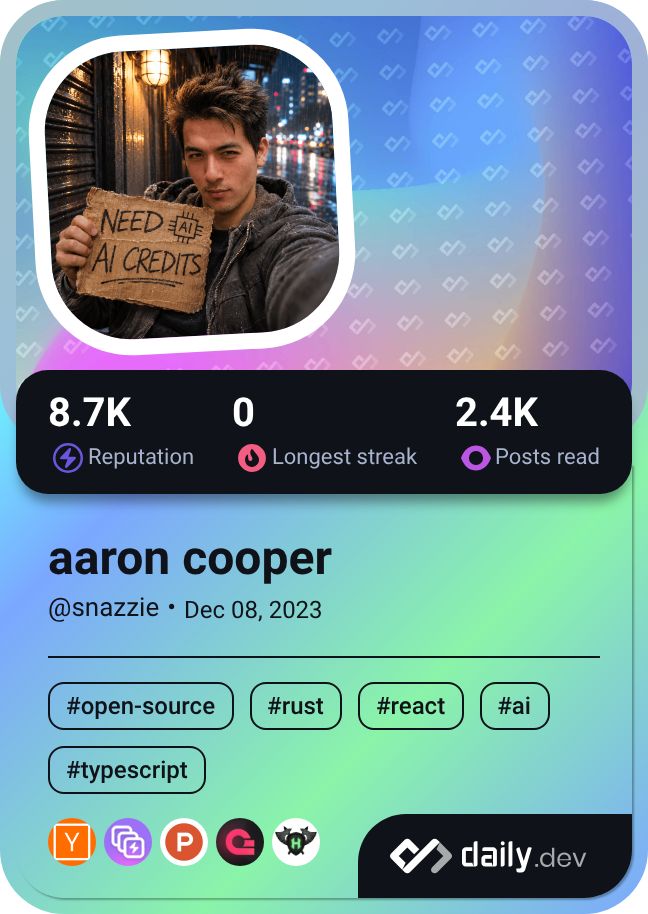 NEED AI
AI CREDITS
8.7K 0 2.4K
Reputation Longest streak Posts read
aaron cooper
@snazzie • Dec 08, 2023
#open-source #rust #react #ai
#typescript
Y P H daily.dev